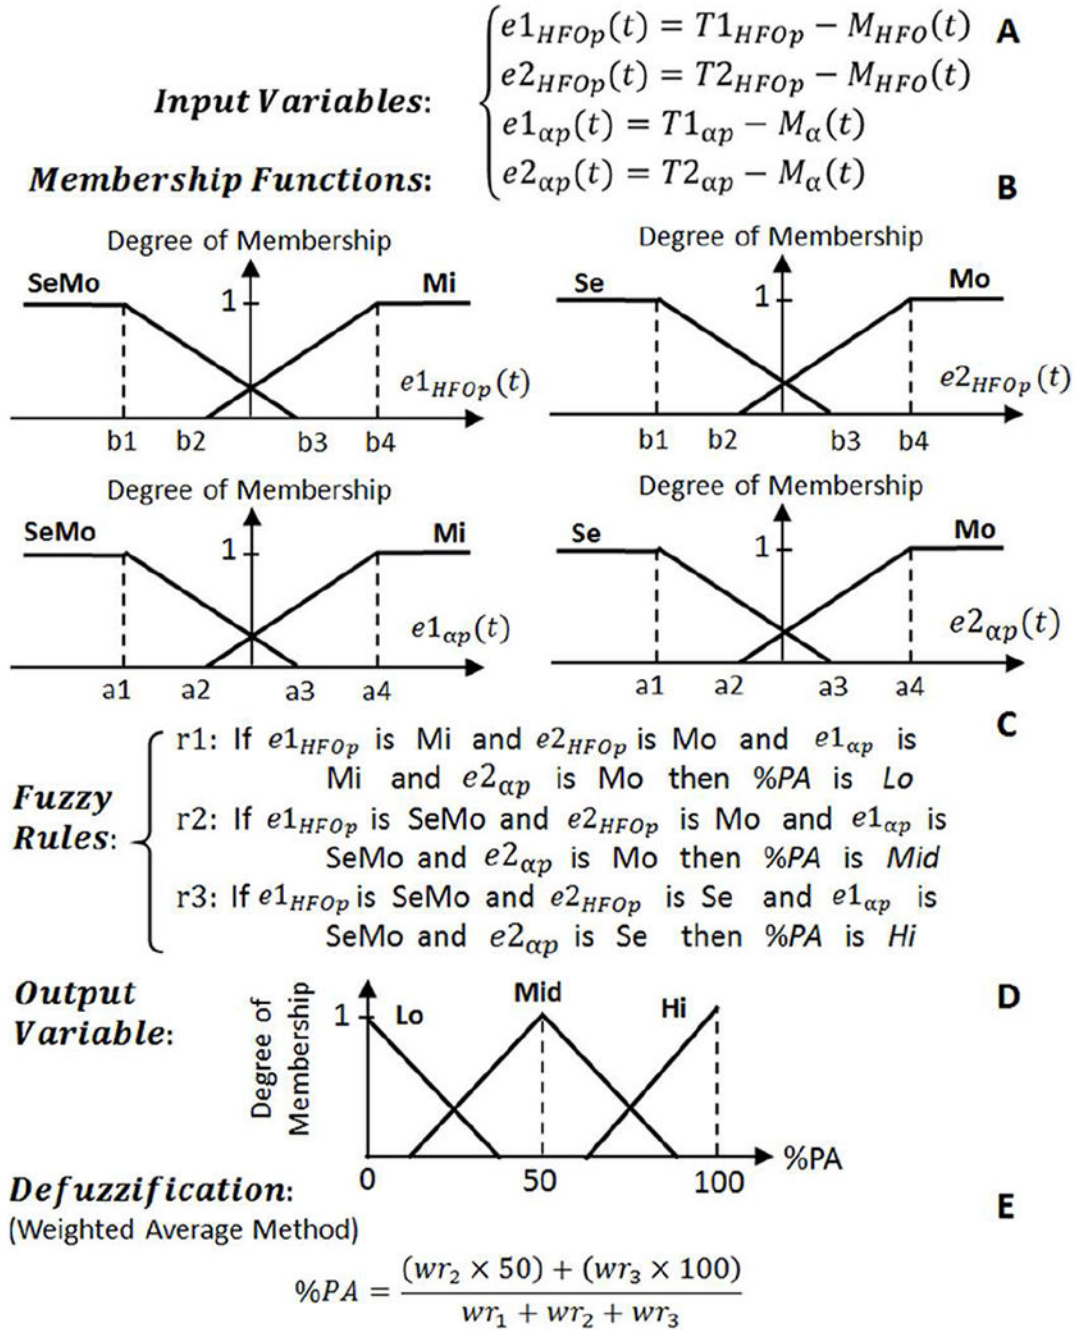 e1HFOp(t) = T1HFOp − MHFO(t) A
e2HFOp(t) = T2HFOp − MHFO(t)
Input Variables:
e1αp(t) = T1αp − Mα(t)
e2αp(t) = T2αp − Mα(t)
Membership Functions:
B
Degree of Membership
SeMo
Mi
1
e1HFOp(t)
b1 b2 b3 b4
Degree of Membership
Se
Mo
1
e2HFOp(t)
b1 b2 b3 b4
Degree of Membership
SeMo
Mi
1
e1αp(t)
a1 a2 a3 a4
Degree of Membership
Se
Mo
1
e2αp(t)
a1 a2 a3 a4
C
Fuzzy
Rules:
r1: If e1HFOp is Mi and e2HFOp is Mo and e1αp is
Mi and e2αp is Mo then %PA is Lo
r2: If e1HFOp is SeMo and e2HFOp is Mo and e1αp is
SeMo and e2αp is Mo then %PA is Mid
r3: If e1HFOp is SeMo and e2HFOp is Se and e1αp is
SeMo and e2αp is Se then %PA is Hi
Output
Variable:
D
Degree of
Membership
1
Lo
Mid
Hi
%PA
0 50 100
Defuzzification:
(Weighted Average Method)
E
%PA = (wr2 × 50) + (wr3 × 100)
wr1 + wr2 + wr3